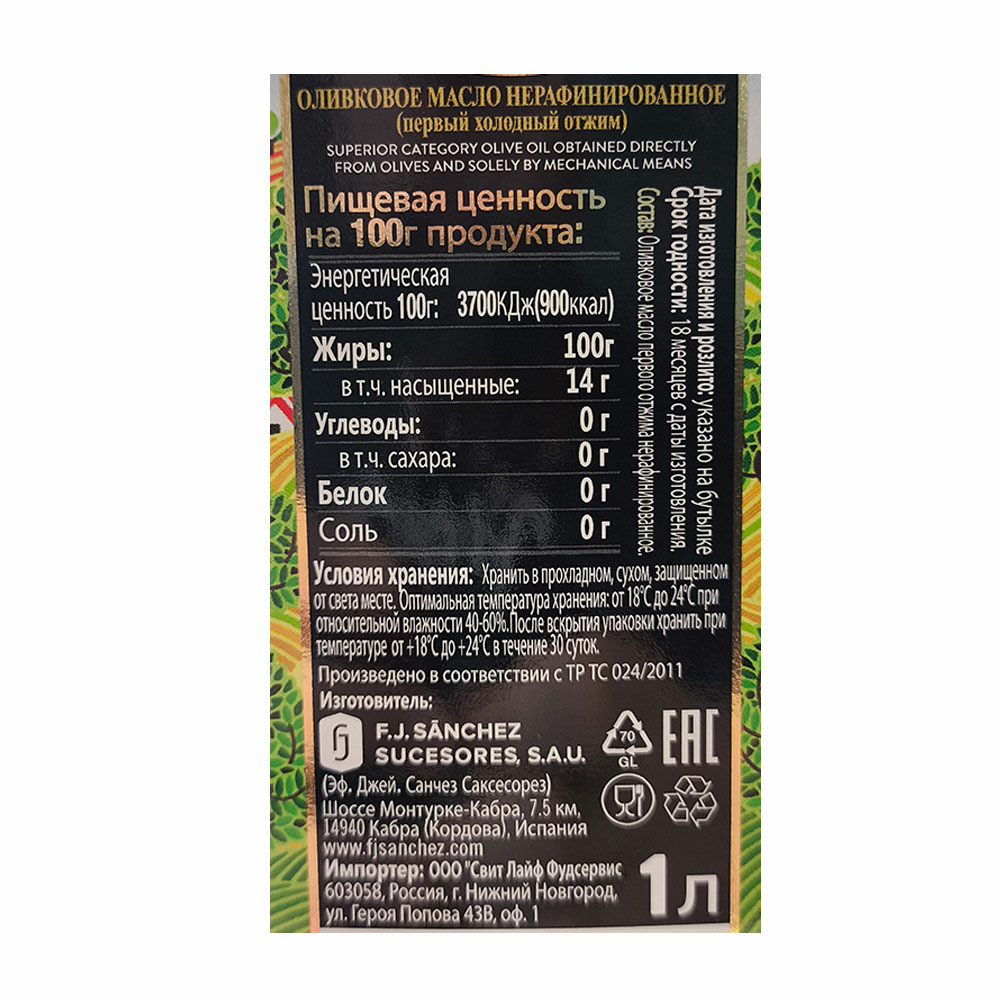 ОЛИВКОВОЕ МАСЛО НЕРАФИНИРОВАННОЕ
(первый холодный отжим)
SUPERIOR CATEGORY OLIVE OIL OBTAINED DIRECTLY
FROM OLIVES AND SOLELY BY MECHANICAL MEANS
Пищевая ценность
на 100г продукта:
Энергетическая
ценность 100г: 3700КДж(900ккал)
Жиры: 100г
в т.ч. насыщенные: 14 г
Углеводы: 0 г
в т.ч. сахара: 0 г
Белок 0 г
Соль 0 г
Дата изготовления и розлито: указано на бутылке
Срок годности: 18 месяцев с даты изготовления
Состав: Оливковое масло первого отжима нерафинированное.
Условия хранения: Хранить в прохладном, сухом, защищенном
от света месте. Оптимальная температура хранения: от 18°С до 24°С при
относительной влажности 40-60%.После вскрытия упаковки хранить при
температуре от +18°С до +24°С в течение 30 суток.
Произведено в соответствии с ТР ТС 024/2011
Изготовитель:
fj
F.J. SÁNCHEZ
SUCESORES, S.A.U.
70
GL
EAC
(Эф. Джей. Санчез Саксесорез)
Шоссе Монтурке-Кабра, 7.5 км,
14940 Кабра (Кордова), Испания
www.fjsanchez.com
Импортер: ООО "Свит Лайф Фудсервис
603058, Россия, г. Нижний Новгород,
ул. Героя Попова 43В, оф. 1
1 л